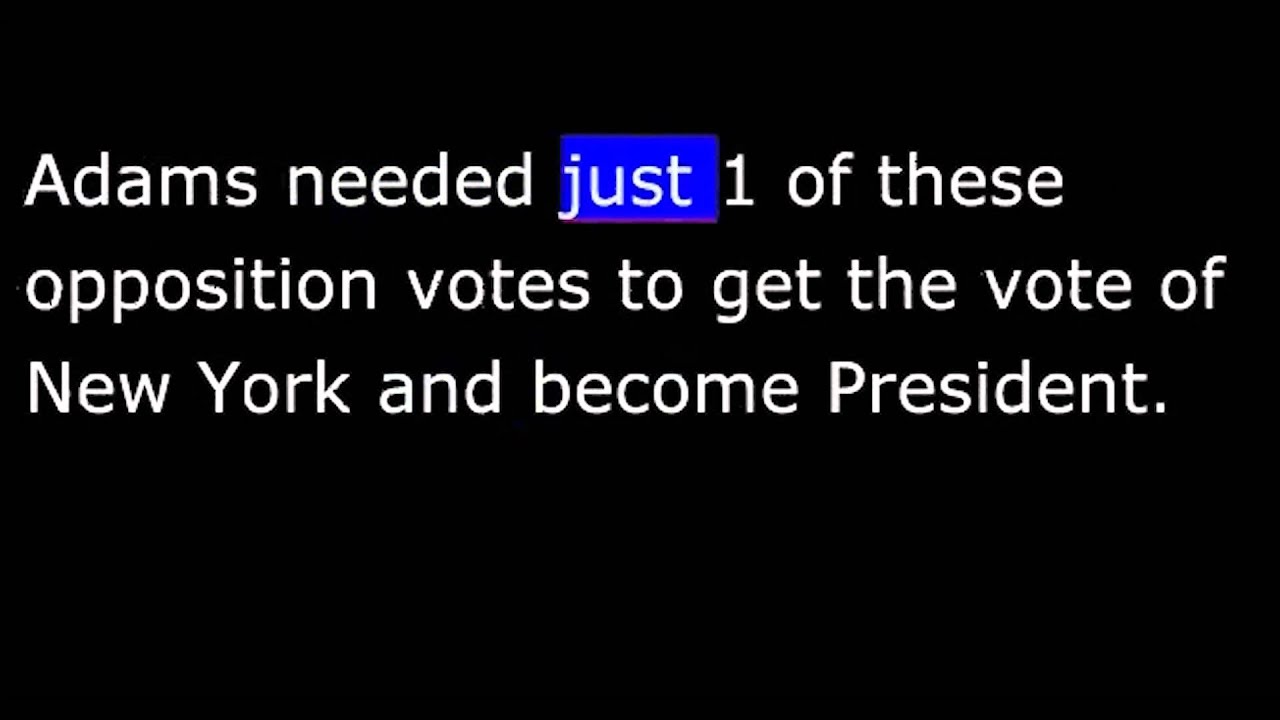 Adams needed just 1 of these
opposition votes to get the vote of
New York and become President.